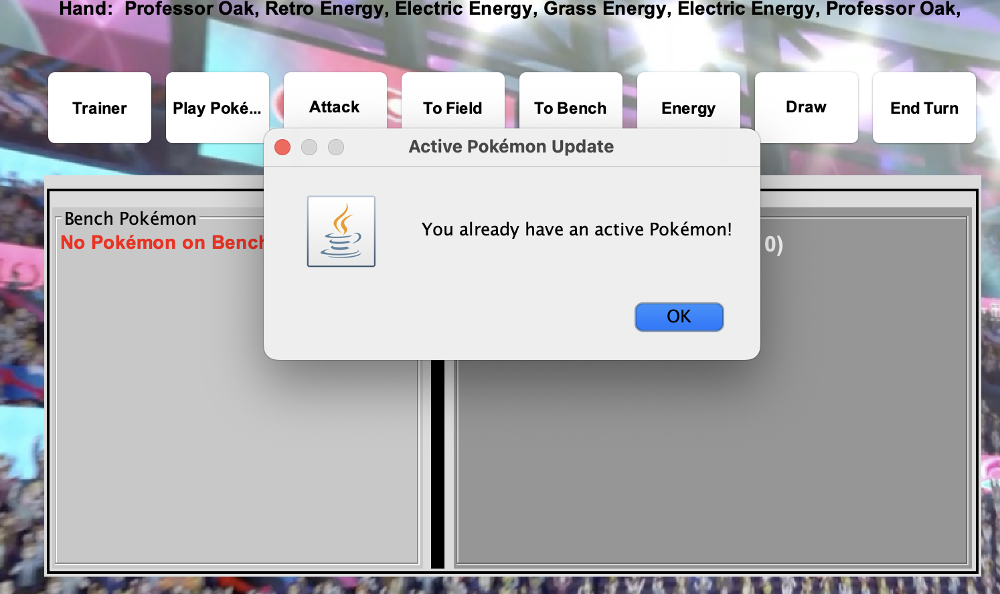 Hand: Professor Oak, Retro Energy, Electric Energy, Grass Energy, Electric Energy, Professor Oak,
Trainer
Play Poké...
Attack
To Field
To Bench
Energy
Draw
End Turn
Active Pokémon Update
You already have an active Pokémon!
OK
Bench Pokémon
No Pokémon on Bench
0)